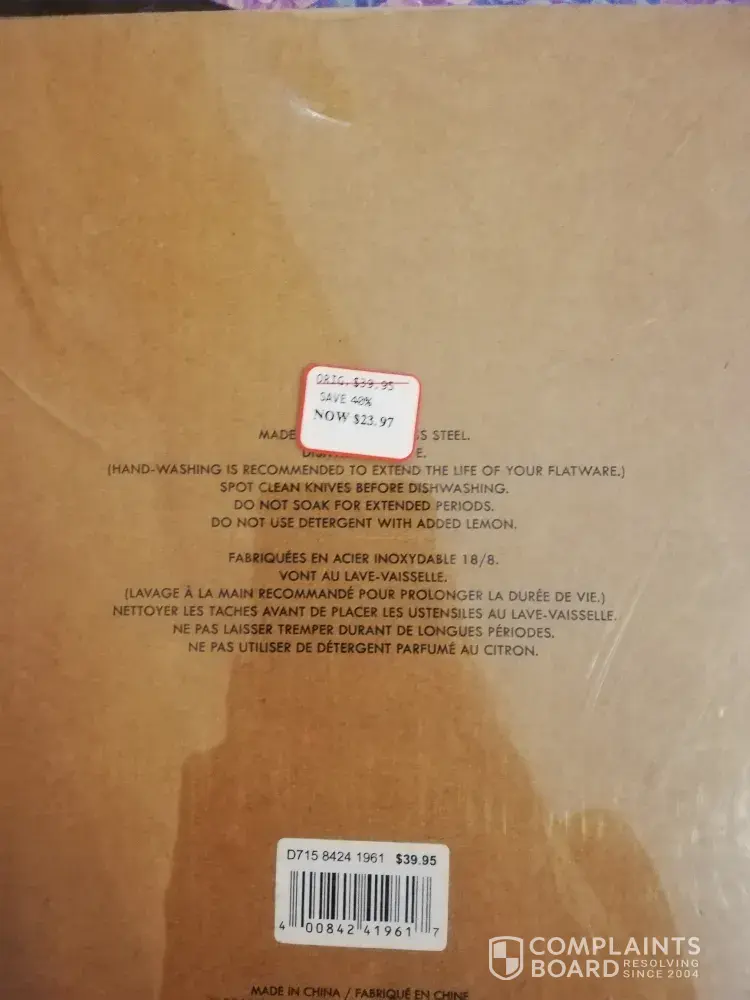 ORIG. $39.95
SAVE 40%
NOW $23.97
MADE S STEEL.
E.
(HAND-WASHING IS RECOMMENDED TO EXTEND THE LIFE OF YOUR FLATWARE.)
SPOT CLEAN KNIVES BEFORE DISHWASHING.
DO NOT SOAK FOR EXTENDED PERIODS.
DO NOT USE DETERGENT WITH ADDED LEMON.
FABRIQUÉES EN ACIER INOXYDABLE 18/8.
VONT AU LAVE-VAISSELLE.
(LAVAGE À LA MAIN RECOMMANDÉ POUR PROLONGER LA DURÉE DE VIE.)
NETTOYER LES TACHES AVANT DE PLACER LES USTENSILES AU LAVE-VAISSELLE.
NE PAS LAISSER TREMPER DURANT DE LONGUES PÉRIODES.
NE PAS UTILISER DE DÉTERGENT PARFUMÉ AU CITRON.
D715 8424 1961 $39.95
4 00842 41961 7
MADE IN CHINA / FABRIQUÉ EN CHINE
COMPLAINTS
BOARD RESOLVING
SINCE 2004